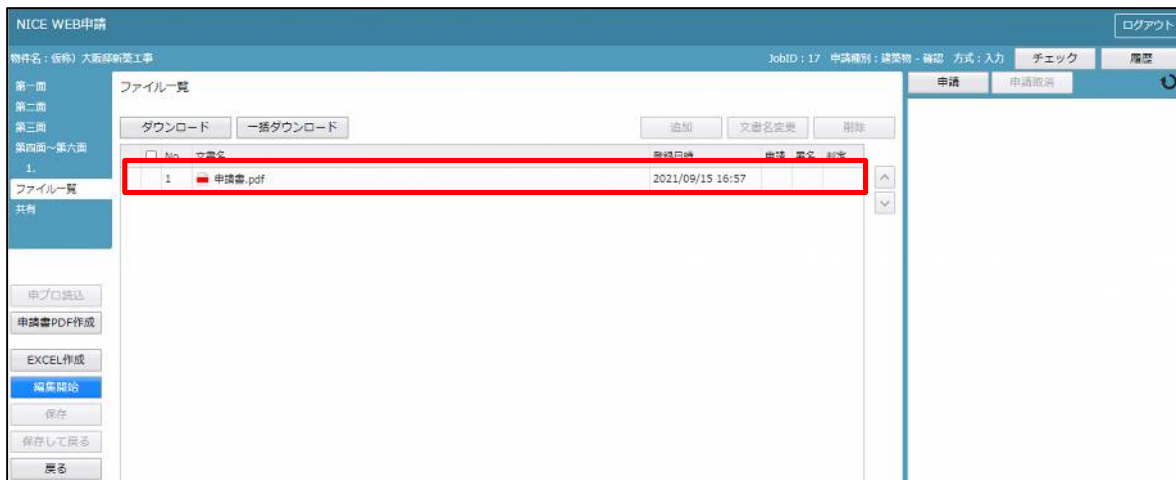 NICE WEB申請
ログアウト
物件名：仮称）大阪邸新築工事
JobID：17 申請種別：建築物 - 確認 方式：入力
チェック
履歴
第一面
第二面
第三面
第四面～第六面
1.
ファイル一覧
共有
申プロ読込
申請書PDF作成
EXCEL作成
編集開始
保存
保存して戻る
戻る
ファイル一覧
ダウンロード 一括ダウンロード 追加 文書名変更 削除
No 文書名 登録日時 申請 署名 判定
1 申請書.pdf 2021/09/15 16:57
申請 申請取消